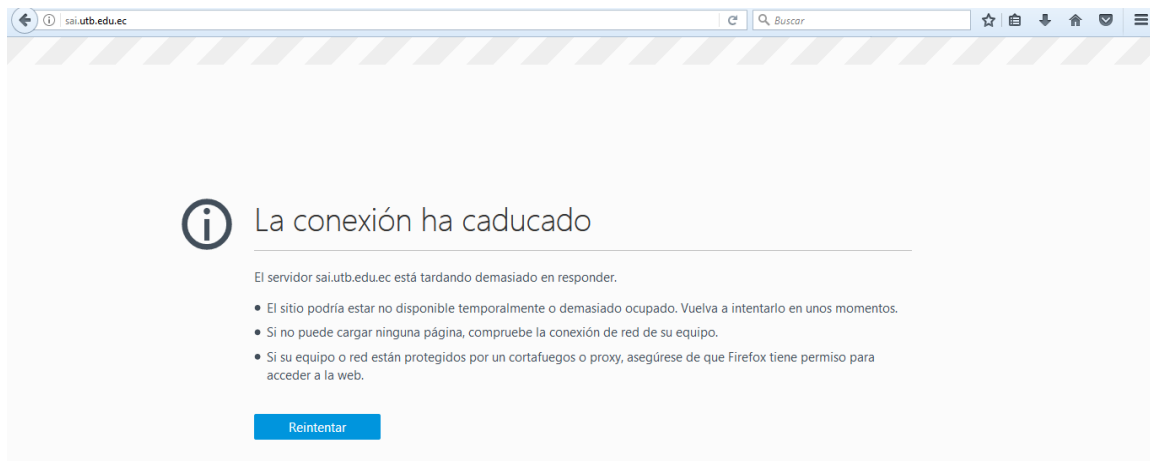 sai.utb.edu.ec
Buscar
La conexión ha caducado
El servidor sai.utb.edu.ec está tardando demasiado en responder.
El sitio podría estar no disponible temporalmente o demasiado ocupado. Vuelva a intentarlo en unos momentos.
Si no puede cargar ninguna página, compruebe la conexión de red de su equipo.
Si su equipo o red están protegidos por un cortafuegos o proxy, asegúrese de que Firefox tiene permiso para
acceder a la web.
Reintentar